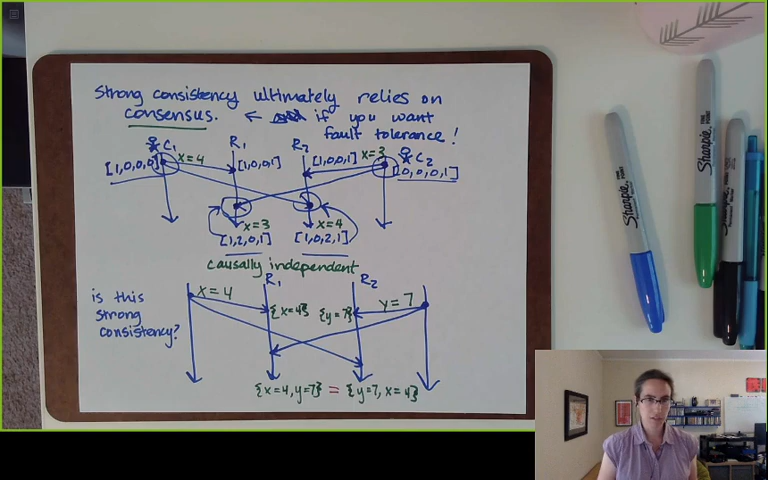 Strong consistency ultimately relies on
consensus. ← if you want
fault tolerance!
C₁ R₁ R₂ C₂
x=4 x=3
[1,0,0,0] [1,0,0,1] [1,0,0,1] [0,0,0,1]
x=3 x=4
[1,2,0,1] [1,0,2,1]
causally independent
R₁ R₂
is this
strong
consistency?
x=4 y=7
{x=4} {y=7}
{x=4, y=7} = {y=7, x=4}
Sharpie
Sharpie
Sharpie